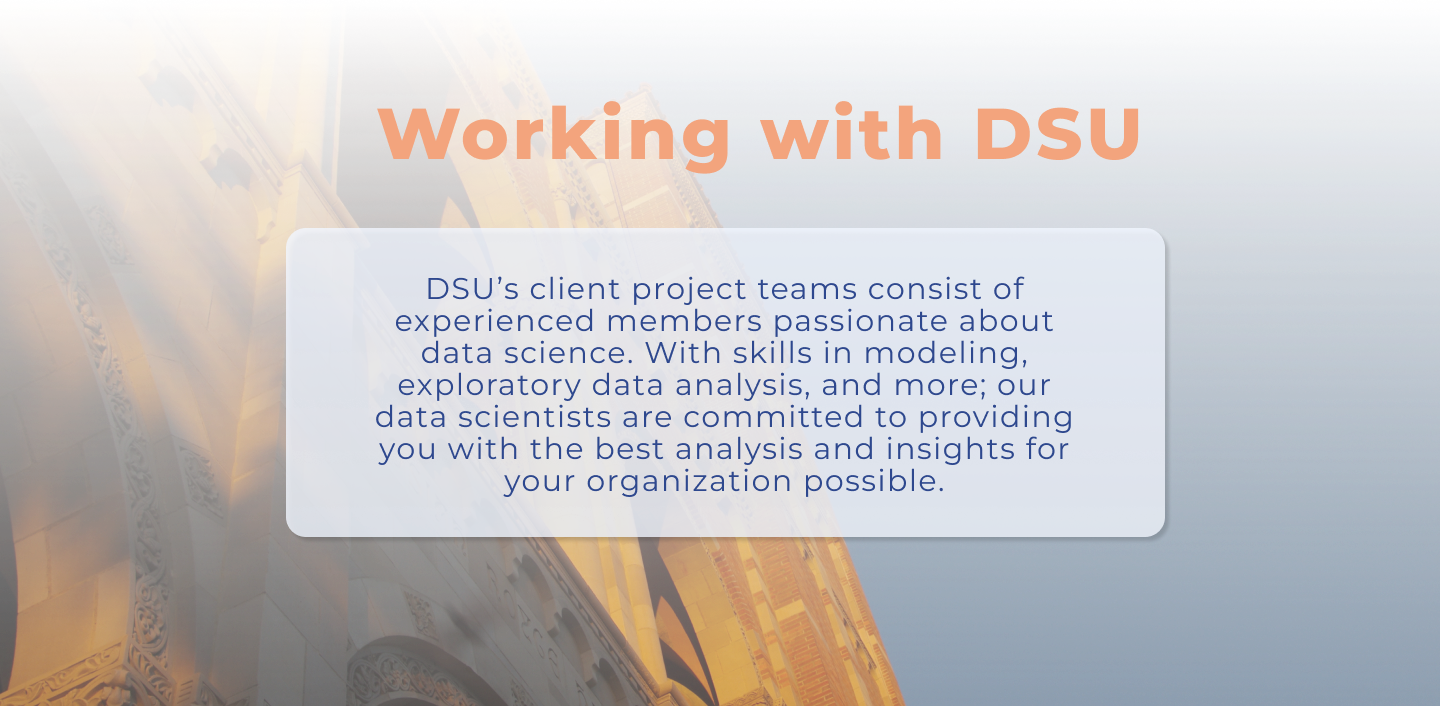 Working with DSU
DSU’s client project teams consist of
experienced members passionate about
data science. With skills in modeling,
exploratory data analysis, and more; our
data scientists are committed to providing
you with the best analysis and insights for
your organization possible.